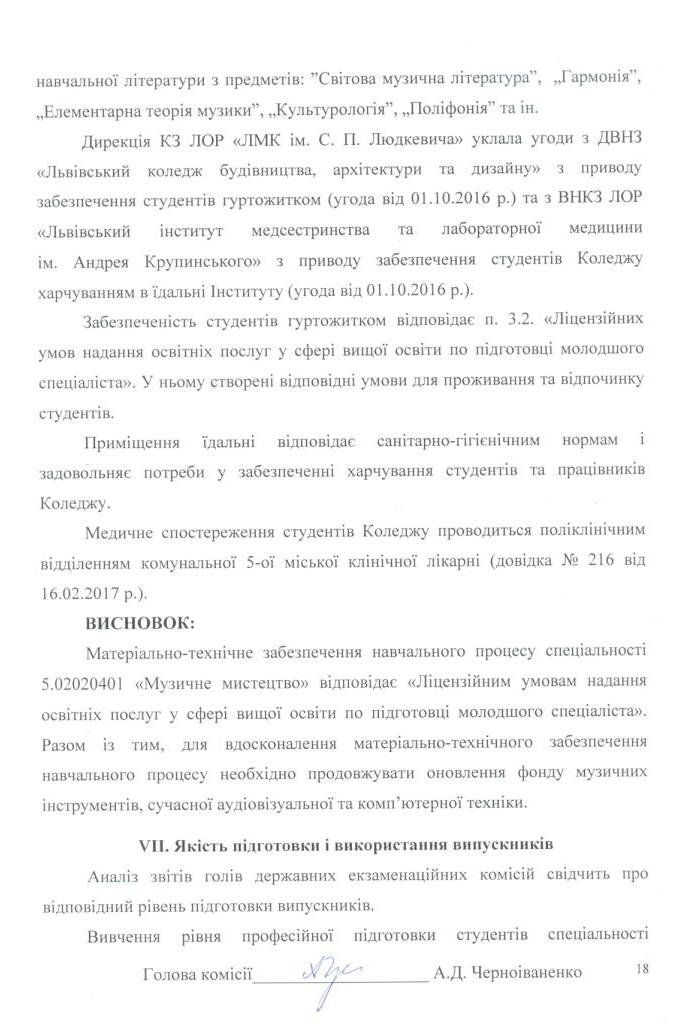 навчальної літератури з предметів: ”Світова музична література”, „Гармонія”,
„Елементарна теорія музики”, „Культурологія”, „Поліфонія” та ін.
Дирекція КЗ ЛОР «ЛМК ім. С. П. Людкевича» уклала угоди з ДВНЗ
«Львівський коледж будівництва, архітектури та дизайну» з приводу
забезпечення студентів гуртожитком (угода від 01.10.2016 р.) та з ВНКЗ ЛОР
«Львівський інститут медсестринства та лабораторної медицини
ім. Андрея Крупинського» з приводу забезпечення студентів Коледжу
харчуванням в їдальні Інституту (угода від 01.10.2016 р.).
Забезпеченість студентів гуртожитком відповідає п. 3.2. «Ліцензійних
умов надання освітніх послуг у сфері вищої освіти по підготовці молодшого
спеціаліста». У ньому створені відповідні умови для проживання та відпочинку
студентів.
Приміщення їдальні відповідає санітарно-гігієнічним нормам і
задовольняє потреби у забезпеченні харчування студентів та працівників
Коледжу.
Медичне спостереження студентів Коледжу проводиться поліклінічним
відділенням комунальної 5-ої міської клінічної лікарні (довідка № 216 від
16.02.2017 р.).
ВИСНОВОК:
Матеріально-технічне забезпечення навчального процесу спеціальності
5.02020401 «Музичне мистецтво» відповідає «Ліцензійним умовам надання
освітніх послуг у сфері вищої освіти по підготовці молодшого спеціаліста».
Разом із тим, для вдосконалення матеріально-технічного забезпечення
навчального процесу необхідно продовжувати оновлення фонду музичних
інструментів, сучасної аудіовізуальної та комп’ютерної техніки.
VII. Якість підготовки і використання випускників
Аналіз звітів голів державних екзаменаційних комісій свідчить про
відповідний рівень підготовки випускників.
Вивчення рівня професійної підготовки студентів спеціальності
Голова комісії____________________ А.Д. Черноіваненко 18